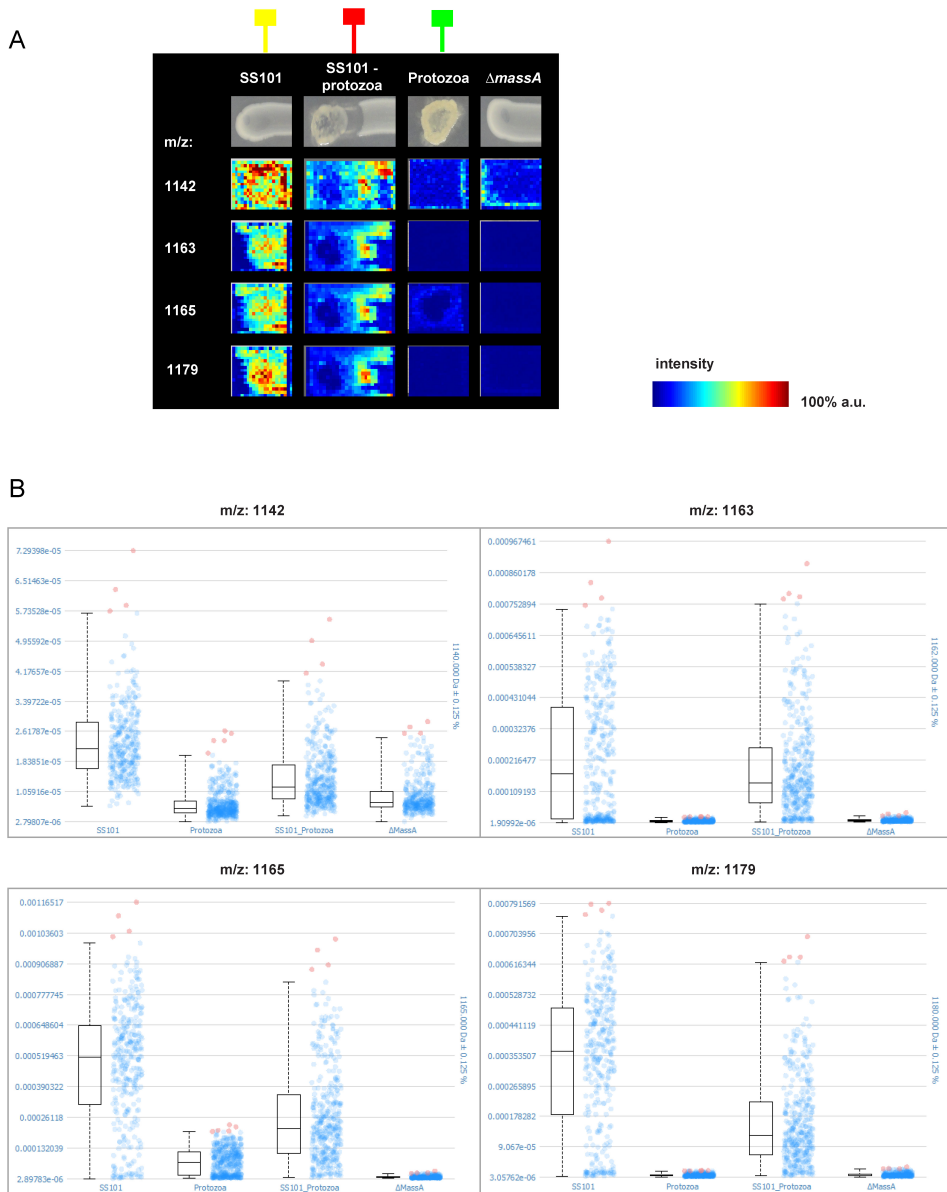 A
SS101
SS101 -
protozoa
Protozoa
ΔmassA
m/z:
1142
1163
1165
1179
intensity
100% a.u.
B
m/z: 1142
7.29398e-05
6.51463e-05
5.73528e-05
4.95592e-05
4.17657e-05
3.39722e-05
2.61787e-05
1.83851e-05
1.05916e-05
2.79807e-06
SS101
Protozoa
SS101_Protozoa
ΔMassA
1140.000 Da ± 0.125 %
m/z: 1163
0.000967461
0.000860178
0.000752894
0.000645611
0.000538327
0.000431044
0.00032376
0.000216477
0.000109193
1.90992e-06
SS101
Protozoa
SS101_Protozoa
ΔMassA
1162.000 Da ± 0.125 %
m/z: 1165
0.00116517
0.00103603
0.000906887
0.000777745
0.000648604
0.000519463
0.000390322
0.00026118
0.000132039
2.89783e-06
SS101
Protozoa
SS101_Protozoa
ΔMassA
1165.000 Da ± 0.125 %
m/z: 1179
0.000791569
0.000703956
0.000616344
0.000528732
0.000441119
0.000353507
0.000265895
0.000178282
9.067e-05
3.05762e-06
SS101
Protozoa
SS101_Protozoa
ΔMassA
1180.000 Da ± 0.125 %